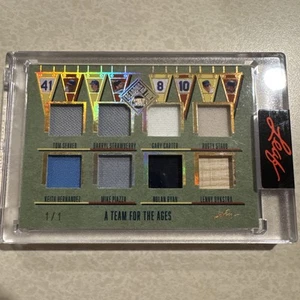 41
8
10
TOM SEAVER DARRYL STRAWBERRY GARY CARTER RUSTY STAUB
KEITH HERNANDEZ MIKE PIAZZA NOLAN RYAN LENNY DYKSTRA
1/1
A TEAM FOR THE AGES
Leaf